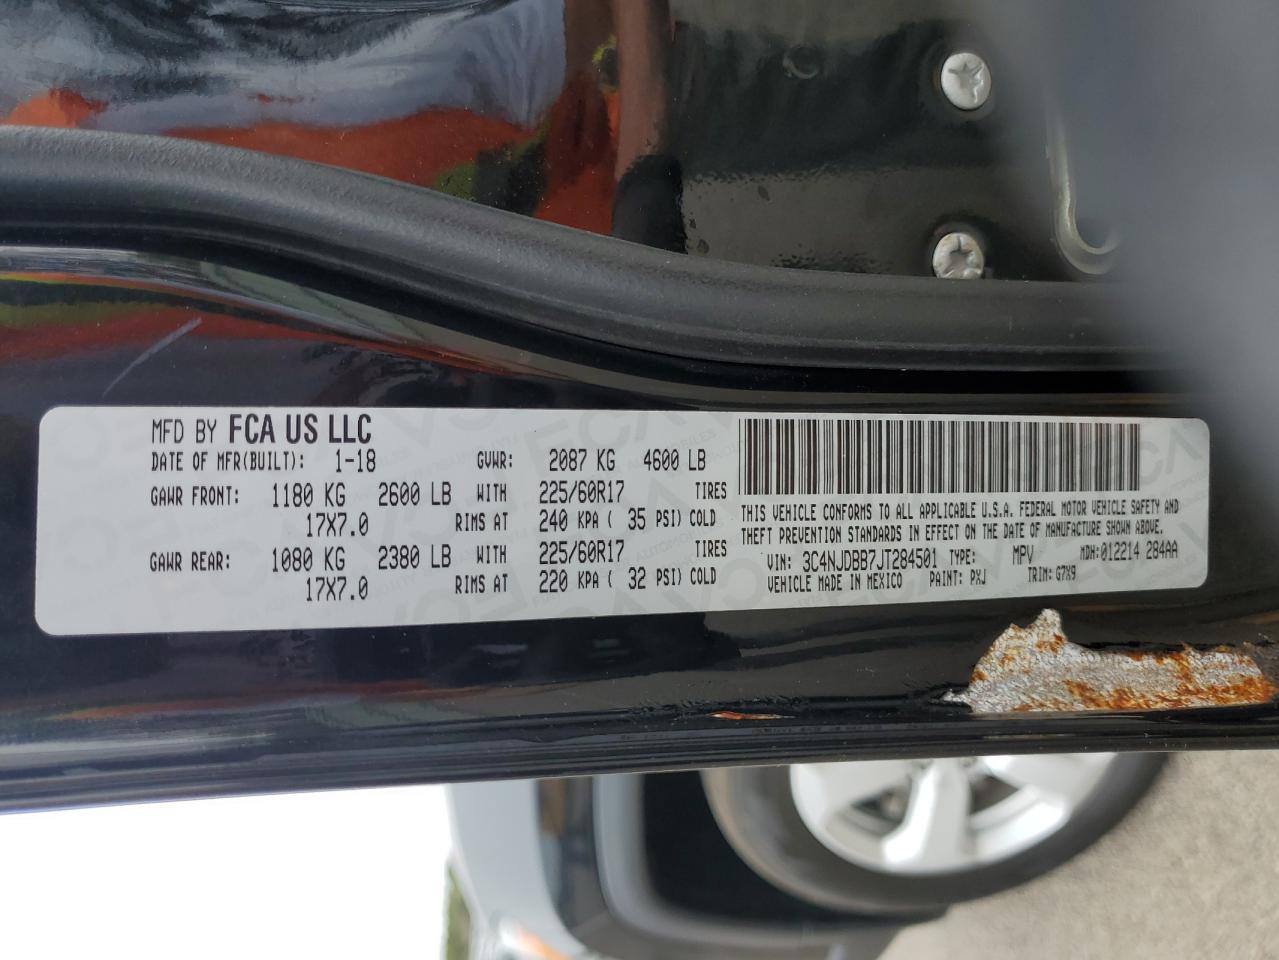 MFD BY FCA US LLC
DATE OF MFR(BUILT): 1-18 GVWR: 2087 KG 4600 LB
GAWR FRONT: 1180 KG 2600 LB WITH 225/60R17 TIRES
17X7.0 RIMS AT 240 KPA ( 35 PSI) COLD
GAWR REAR: 1080 KG 2380 LB WITH 225/60R17 TIRES
17X7.0 RIMS AT 220 KPA ( 32 PSI) COLD
THIS VEHICLE CONFORMS TO ALL APPLICABLE U.S.A. FEDERAL MOTOR VEHICLE SAFETY AND
THEFT PREVENTION STANDARDS IN EFFECT ON THE DATE OF MANUFACTURE SHOWN ABOVE.
VIN: 3C4NJDBB7JT284501 TYPE: MPV MDH:012214 284AA
VEHICLE MADE IN MEXICO PAINT: PXJ TRIM: G7X9